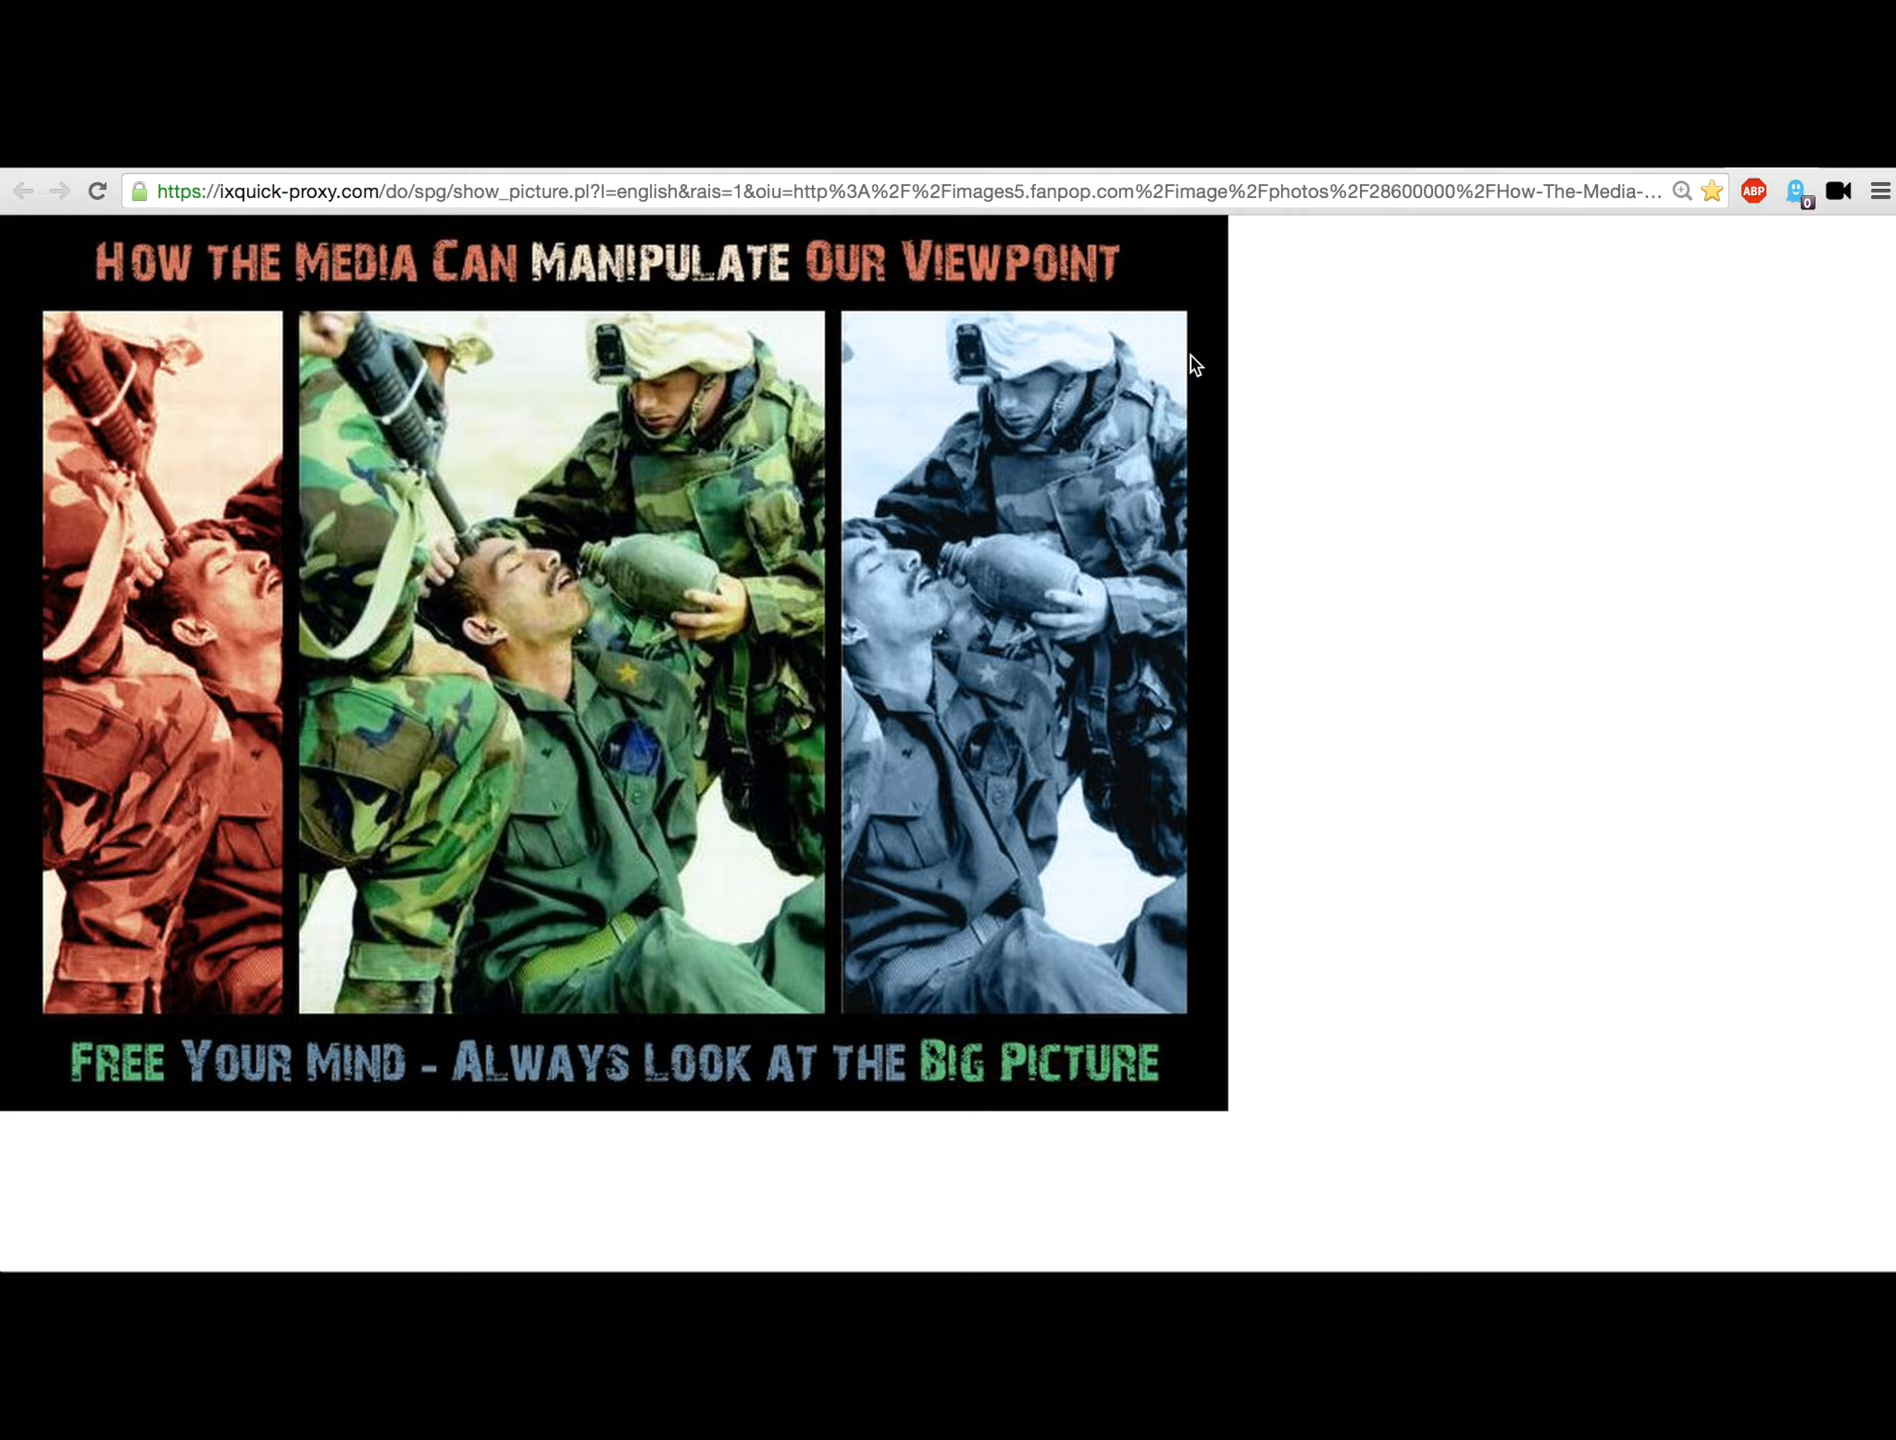 https://ixquick-proxy.com/do/spg/show_picture.pl?l=english&rais=1&oiu=http%3A%2F%2Fimages5.fanpop.com%2Fimage%2Fphotos%2F28600000%2FHow-The-Media-...
ABP
0
HOW THE MEDIA CAN MANIPULATE OUR VIEWPOINT
FREE YOUR MIND - ALWAYS LOOK AT THE BIG PICTURE